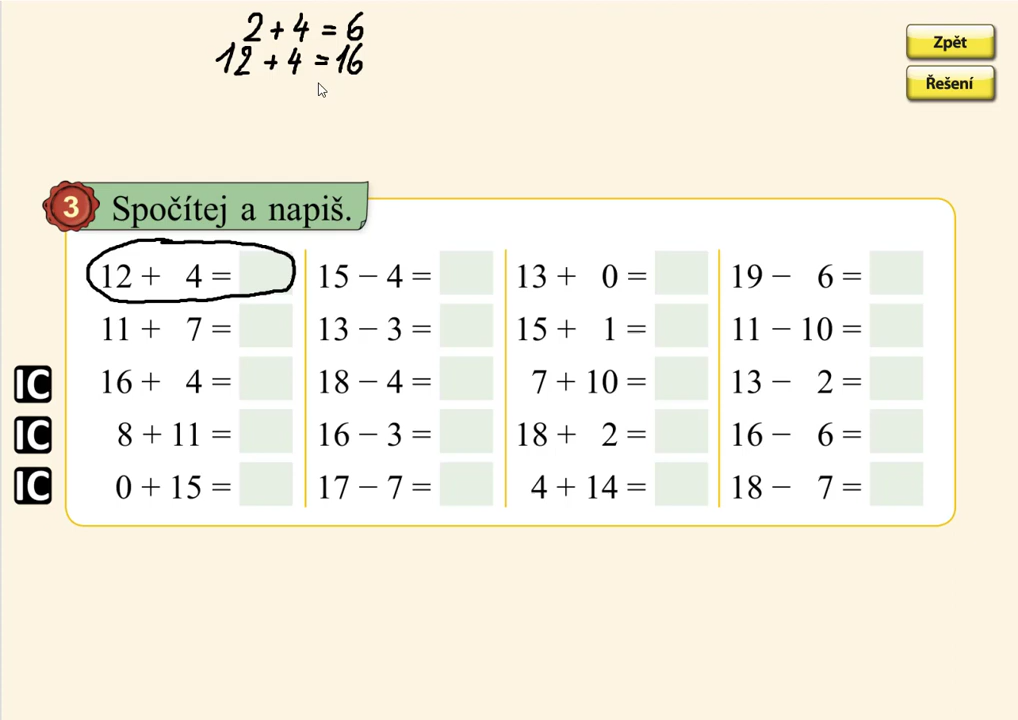 2 + 4 = 6
12 + 4 = 16
Zpět
Řešení
3 Spočítej a napiš.
12 + 4 = 15 − 4 = 13 + 0 = 19 − 6 =
11 + 7 = 13 − 3 = 15 + 1 = 11 − 10 =
IC 16 + 4 = 18 − 4 = 7 + 10 = 13 − 2 =
IC 8 + 11 = 16 − 3 = 18 + 2 = 16 − 6 =
IC 0 + 15 = 17 − 7 = 4 + 14 = 18 − 7 =